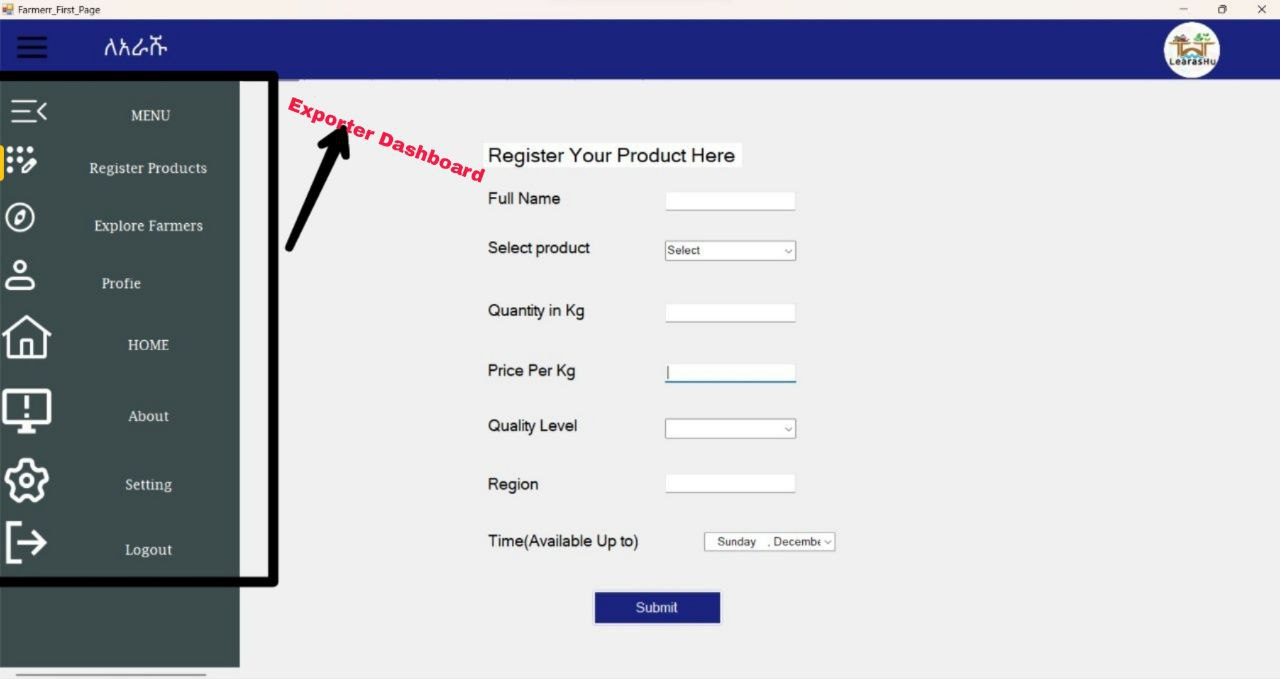 Farmerr_First_Page
ለአራሹ
LearasHu
MENU
Register Products
Explore Farmers
Profie
HOME
About
Setting
Logout
Exporter Dashboard
Register Your Product Here
Full Name
Select product
Select
Quantity in Kg
Price Per Kg
Quality Level
Region
Time(Available Up to)
Sunday , Decembe
Submit